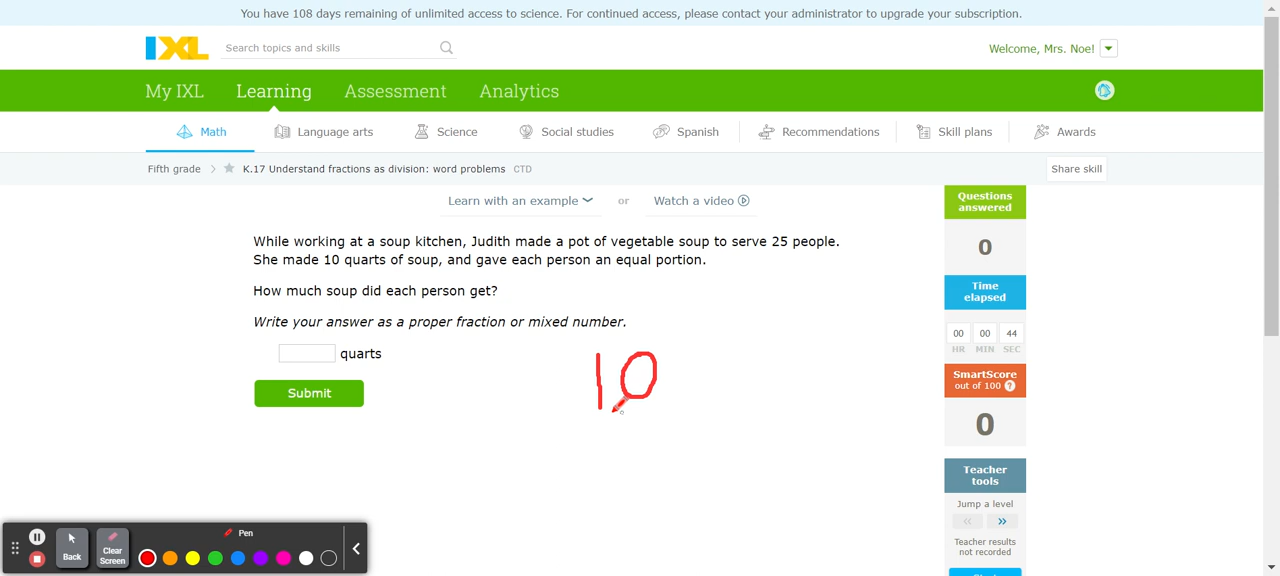 You have 108 days remaining of unlimited access to science. For continued access, please contact your administrator to upgrade your subscription.
IXL
Search topics and skills
Welcome, Mrs. Noe!
My IXL Learning Assessment Analytics
Math Language arts Science Social studies Spanish Recommendations Skill plans Awards
Fifth grade > K.17 Understand fractions as division: word problems CTD
Share skill
Learn with an example or Watch a video
While working at a soup kitchen, Judith made a pot of vegetable soup to serve 25 people.
She made 10 quarts of soup, and gave each person an equal portion.
How much soup did each person get?
Write your answer as a proper fraction or mixed number.
quarts
Submit
10
Questions
answered
0
Time
elapsed
00 00 44
HR MIN SEC
SmartScore
out of 100 ?
0
Teacher
tools
Jump a level
« »
Teacher results
not recorded
Pen
Back
Clear
Screen